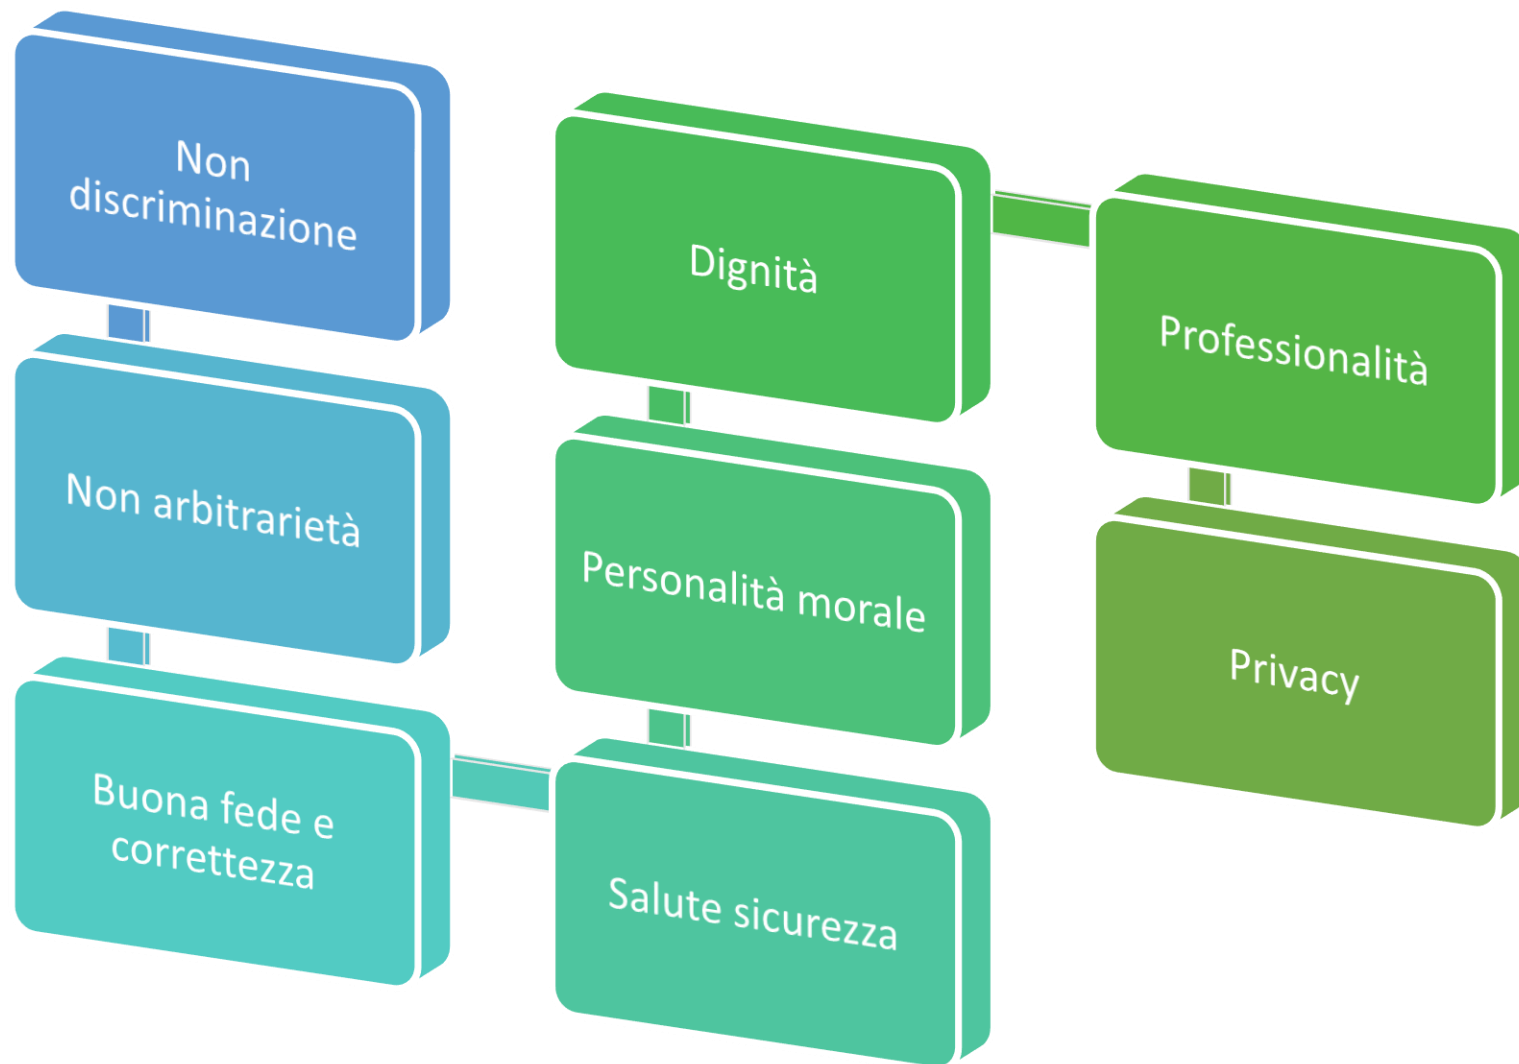 Non
discriminazione
Non arbitrarietà
Buona fede e
correttezza
Salute sicurezza
Personalità morale
Dignità
Professionalità
Privacy